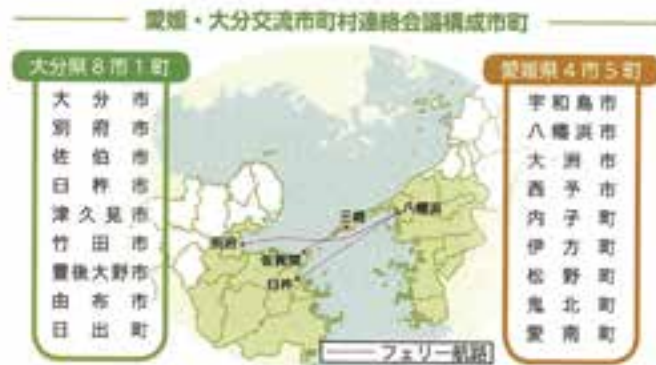 愛媛・大分交流市町村連絡会議構成市町
大分県8市1町
大分市
別府市
佐伯市
臼杵市
津久見市
竹田市
豊後大野市
由布市
日出町
愛媛県4市5町
宇和島市
八幡浜市
大洲市
西予市
内子町
伊方町
松野町
鬼北町
愛南町
三崎
八幡浜
別府
佐賀関
臼杵
フェリー航路